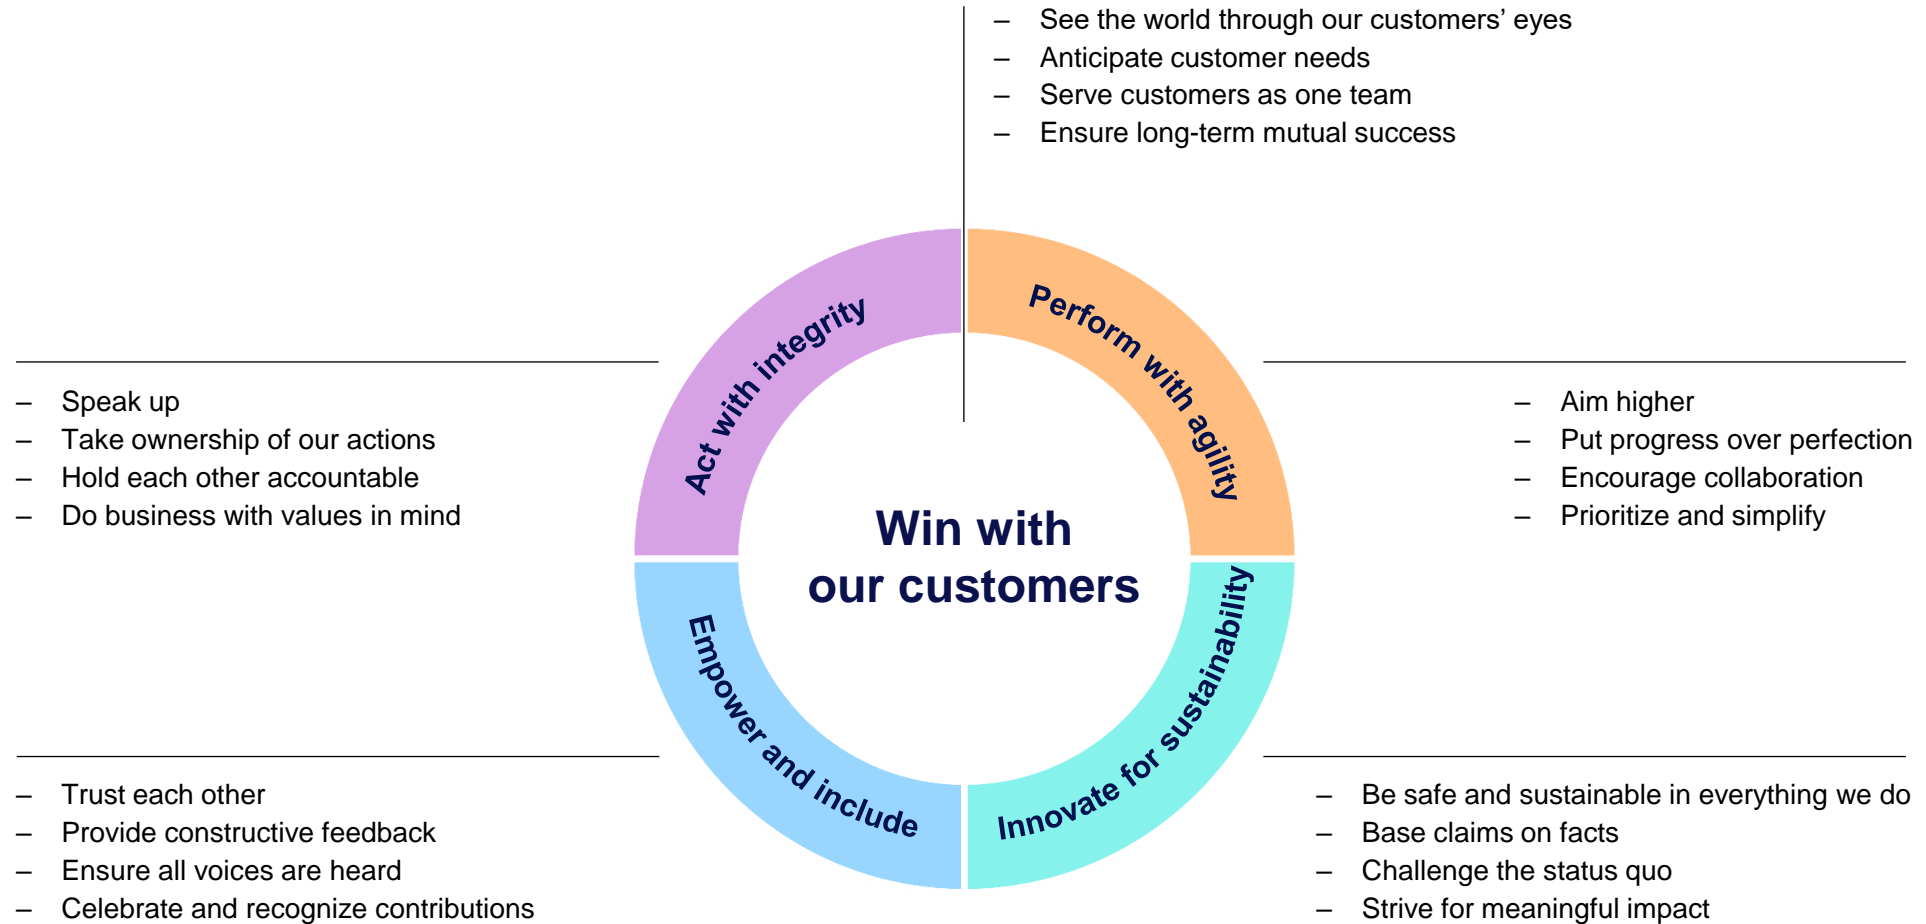 – See the world through our customers’ eyes
– Anticipate customer needs
– Serve customers as one team
– Ensure long-term mutual success
Act with integrity
Perform with agility
– Speak up
– Take ownership of our actions
– Hold each other accountable
– Do business with values in mind
– Aim higher
– Put progress over perfection
– Encourage collaboration
– Prioritize and simplify
Win with
our customers
Empower and include
Innovate for sustainability
– Trust each other
– Provide constructive feedback
– Ensure all voices are heard
– Celebrate and recognize contributions
– Be safe and sustainable in everything we do
– Base claims on facts
– Challenge the status quo
– Strive for meaningful impact